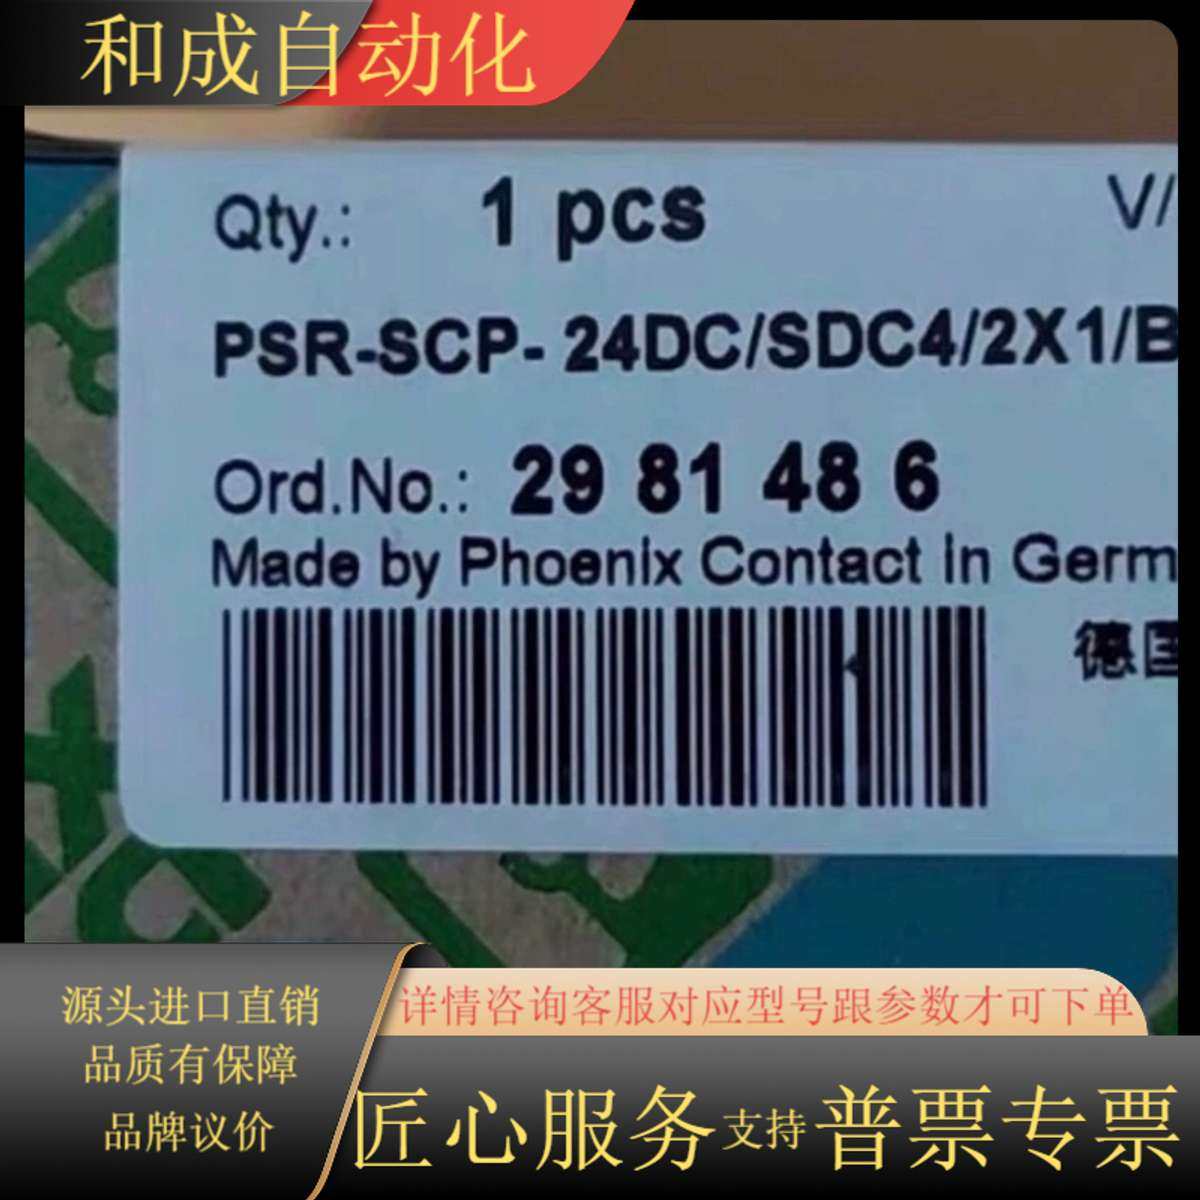 和成自动化
Qty.: 1 pcs V/
PSR-SCP- 24DC/SDC4/2X1/B
Ord.No.: 29 81 48 6
Made by Phoenix Contact in Germ
德国
源头进口直销
品质有保障
品牌议价
详情咨询客服对应型号跟参数才可下单
匠心服务支持普票专票